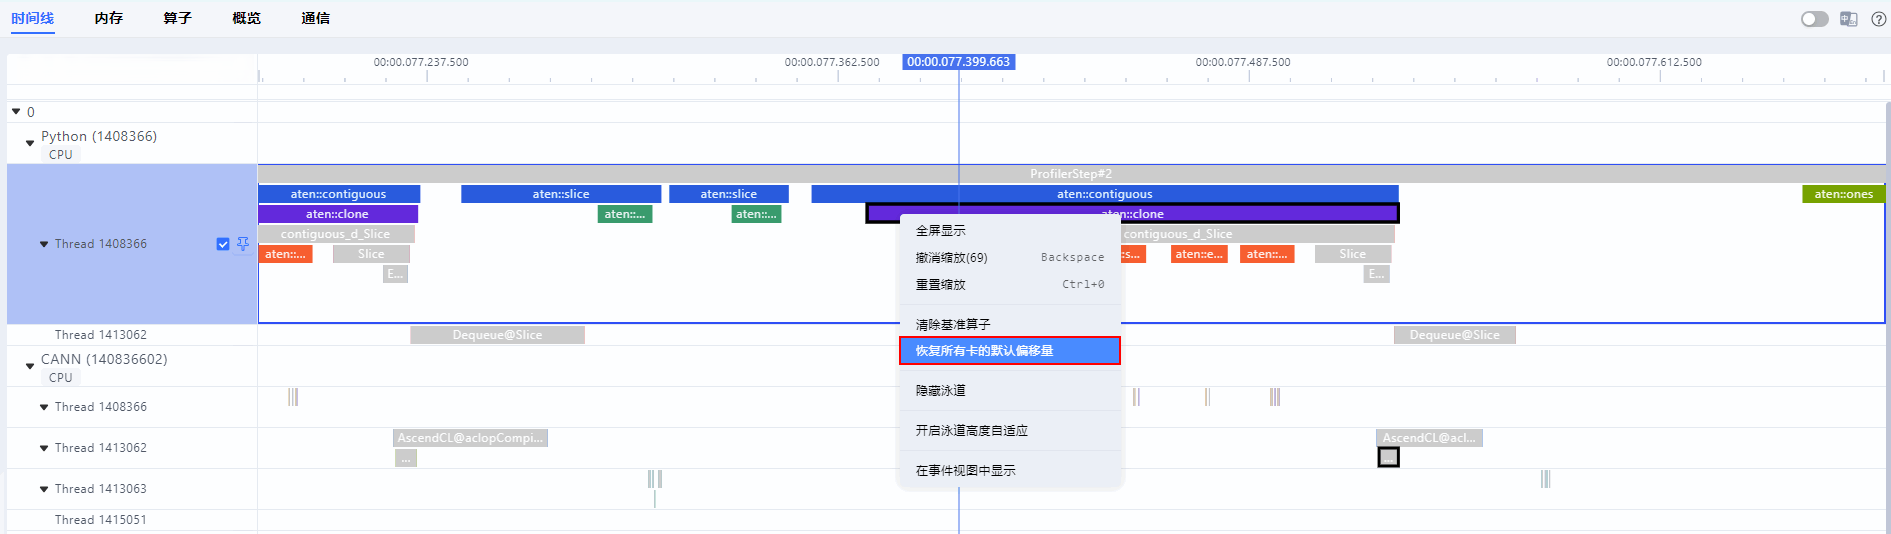 时间线 内存 算子 概览 通信
00:00.077.237.500 00:00.077.362.500 00:00.077.399.663 00:00.077.487.500 00:00.077.612.500
0
Python (1408366)
CPU
ProfilerStep#2
aten::contiguous aten::slice aten::slice aten::contiguous aten::ones
aten::clone aten::... aten::... aten::clone
Thread 1408366
contiguous_d_Slice contiguous_d_Slice
aten::... Slice s... aten::e... aten::... Slice
E... E...
全屏显示
撤消缩放(69) Backspace
重置缩放 Ctrl+0
清除基准算子
恢复所有卡的默认偏移量
隐藏泳道
开启泳道高度自适应
在事件视图中显示
Thread 1413062 Dequeue@Slice Dequeue@Slice
CANN (140836602)
CPU
Thread 1408366
Thread 1413062 AscendCL@aclopCompi... AscendCL@acl...
... ...
Thread 1413063
Thread 1415051